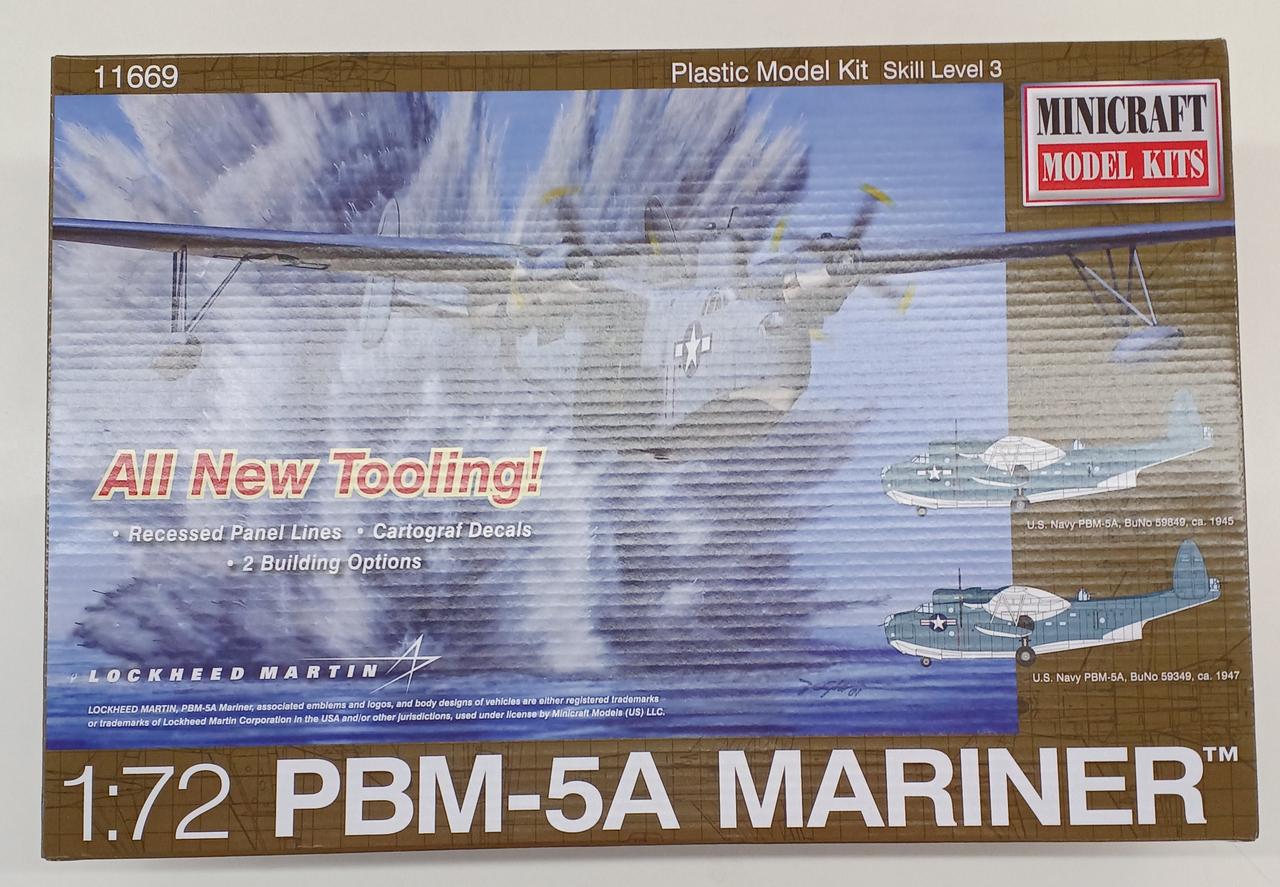 11669
Plastic Model Kit Skill Level 3
MINICRAFT
MODEL KITS
All New Tooling!
• Recessed Panel Lines • Cartograf Decals
• 2 Building Options
U.S. Navy PBM-5A, BuNo 59849, ca. 1945
U.S. Navy PBM-5A, BuNo 59349, ca. 1947
LOCKHEED MARTIN
LOCKHEED MARTIN, PBM-5A Mariner, associated emblems and logos, and body designs of vehicles are either registered trademarks
or trademarks of Lockheed Martin Corporation in the USA and/or other jurisdictions, used under license by Minicraft Models (US) LLC.
1:72 PBM-5A MARINER™